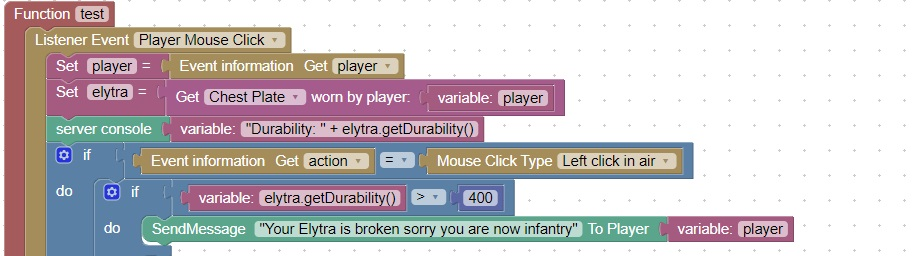 Function test
Listener Event Player Mouse Click
Set player = Event information Get player
Set elytra = Get Chest Plate worn by player: variable: player
server console variable: "Durability: " + elytra.getDurability()
if Event information Get action = Mouse Click Type Left click in air
do if variable: elytra.getDurability() > 400
do SendMessage "Your Elytra is broken sorry you are now infantry" To Player variable: player